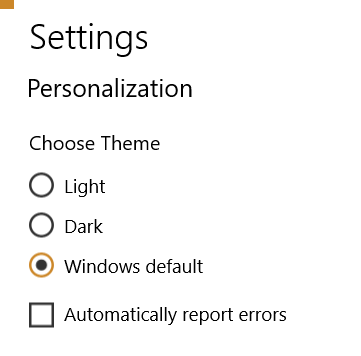 Settings
Personalization
Choose Theme
Light
Dark
Windows default
Automatically report errors